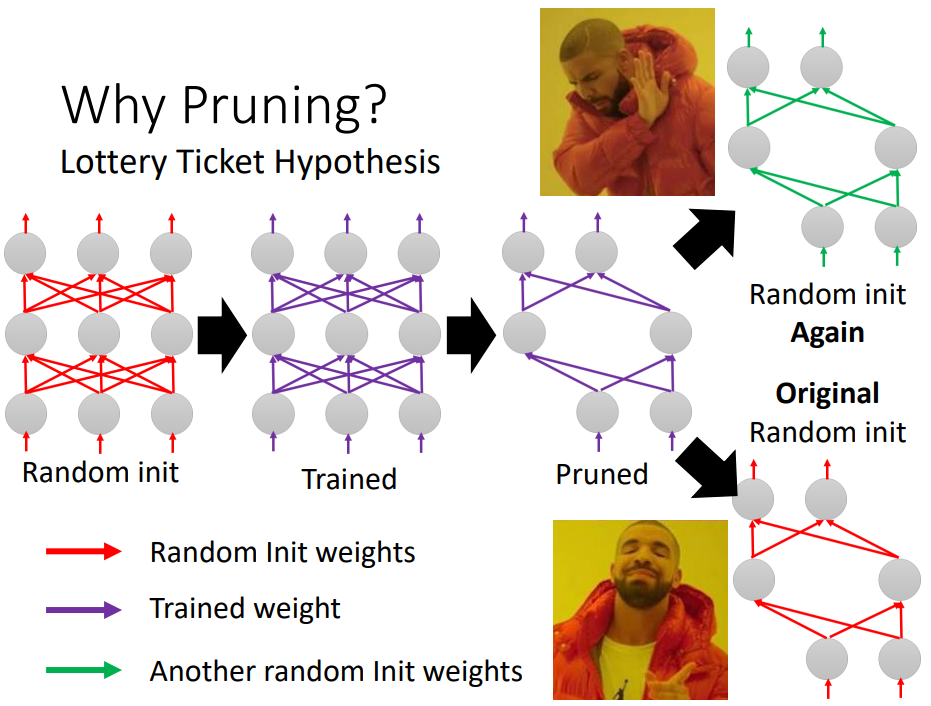 Why Pruning?
Lottery Ticket Hypothesis
Random init
Trained
Pruned
Random init
Again
Original
Random init
Random Init weights
Trained weight
Another random Init weights